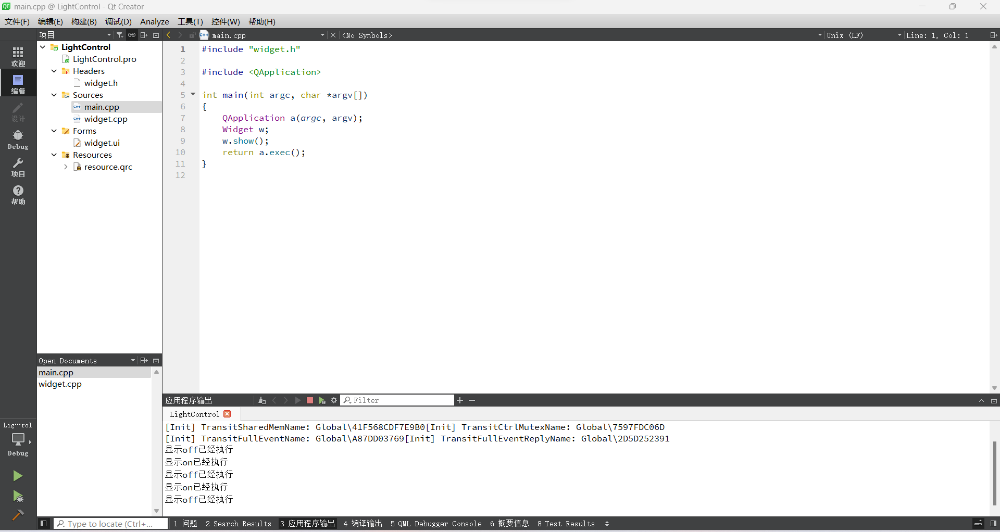 main.cpp @ LightControl - Qt Creator
文件(F) 编辑(E) 构建(B) 调试(D) Analyze 工具(T) 控件(W) 帮助(H)
项目 main.cpp <No Symbols> Unix (LF) Line: 1, Col: 1
欢迎
编辑
设计
Debug
项目
帮助
LightControl
LightControl.pro
Headers
widget.h
Sources
main.cpp
widget.cpp
Forms
widget.ui
Resources
resource.qrc
1 #include "widget.h"
2
3 #include <QApplication>
4
5 int main(int argc, char *argv[])
6 {
7 QApplication a(argc, argv);
8 Widget w;
9 w.show();
10 return a.exec();
11 }
12
Open Documents
main.cpp
widget.cpp
应用程序输出 Filter
LightControl
[Init] TransitSharedMemName: Global\41F568CDF7E9B0[Init] TransitCtrlMutexName: Global\7597FDC06D
[Init] TransitFullEventName: Global\A87DD03769[Init] TransitFullEventReplyName: Global\2D5D252391
显示off已经执行
显示on已经执行
显示off已经执行
显示on已经执行
显示off已经执行
Lig···rol
Debug
Type to locate (Ctrl+... 1 问题 2 Search Results 3 应用程序输出 4 编译输出 5 QML Debugger Console 6 概要信息 8 Test Results